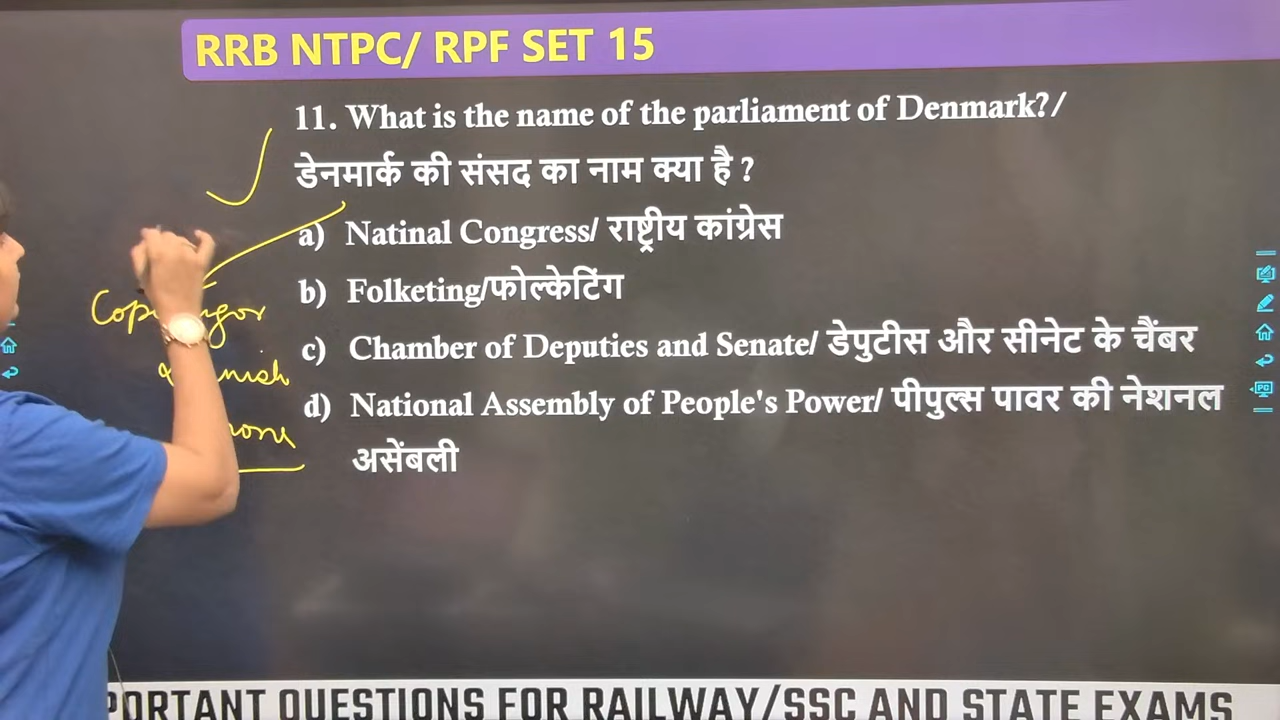 RRB NTPC/ RPF SET 15
11. What is the name of the parliament of Denmark?/
डेनमार्क की संसद का नाम क्या है ?
a) Natinal Congress/ राष्ट्रीय कांग्रेस
b) Folketing/फोल्केटिंग
c) Chamber of Deputies and Senate/ डेपुटीस और सीनेट के चैंबर
d) National Assembly of People's Power/ पीपुल्स पावर की नेशनल
असेंबली
PORTANT QUESTIONS FOR RAILWAY/SSC AND STATE EXAMS